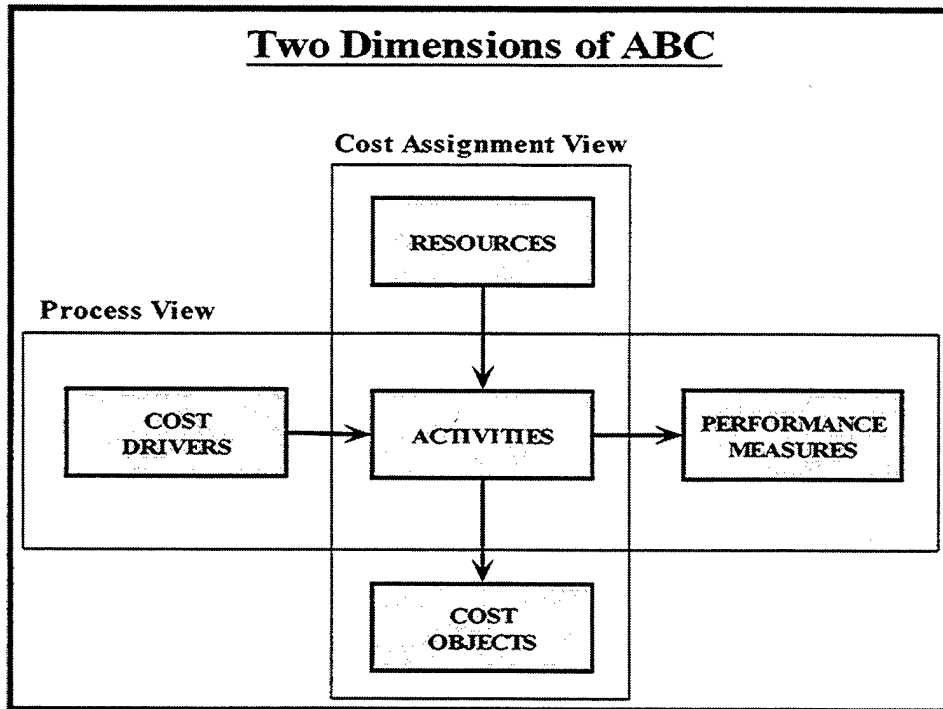 Two Dimensions of ABC
Cost Assignment View
RESOURCES
Process View
COST
DRIVERS
ACTIVITIES
PERFORMANCE
MEASURES
COST
OBJECTS